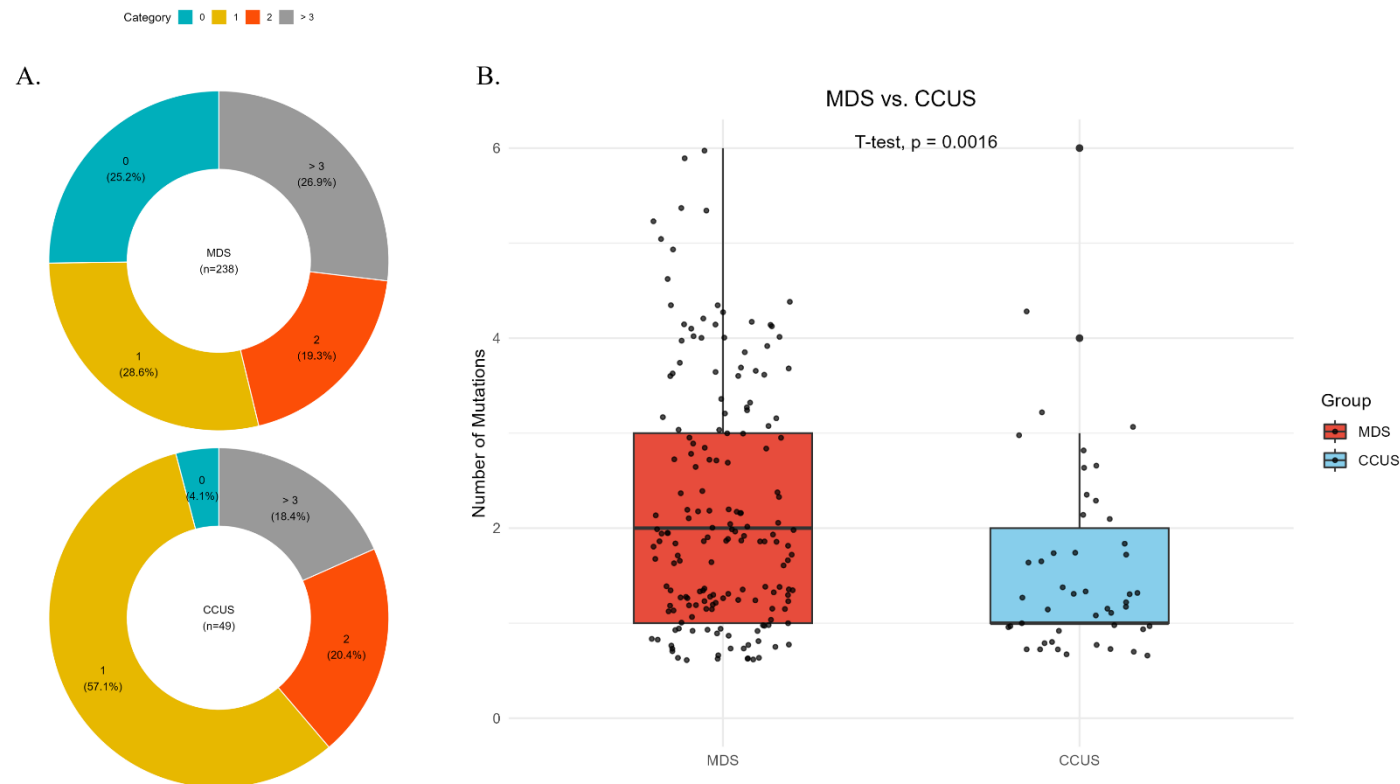 Category 0 1 2 > 3
A.
0
(25.2%)
> 3
(26.9%)
MDS
(n=238)
2
(19.3%)
1
(28.6%)
0
(4.1%)
> 3
(18.4%)
CCUS
(n=49)
2
(20.4%)
1
(57.1%)
B.
MDS vs. CCUS
T-test, p = 0.0016
Number of Mutations
6
4
2
0
MDS
CCUS
Group
MDS
CCUS